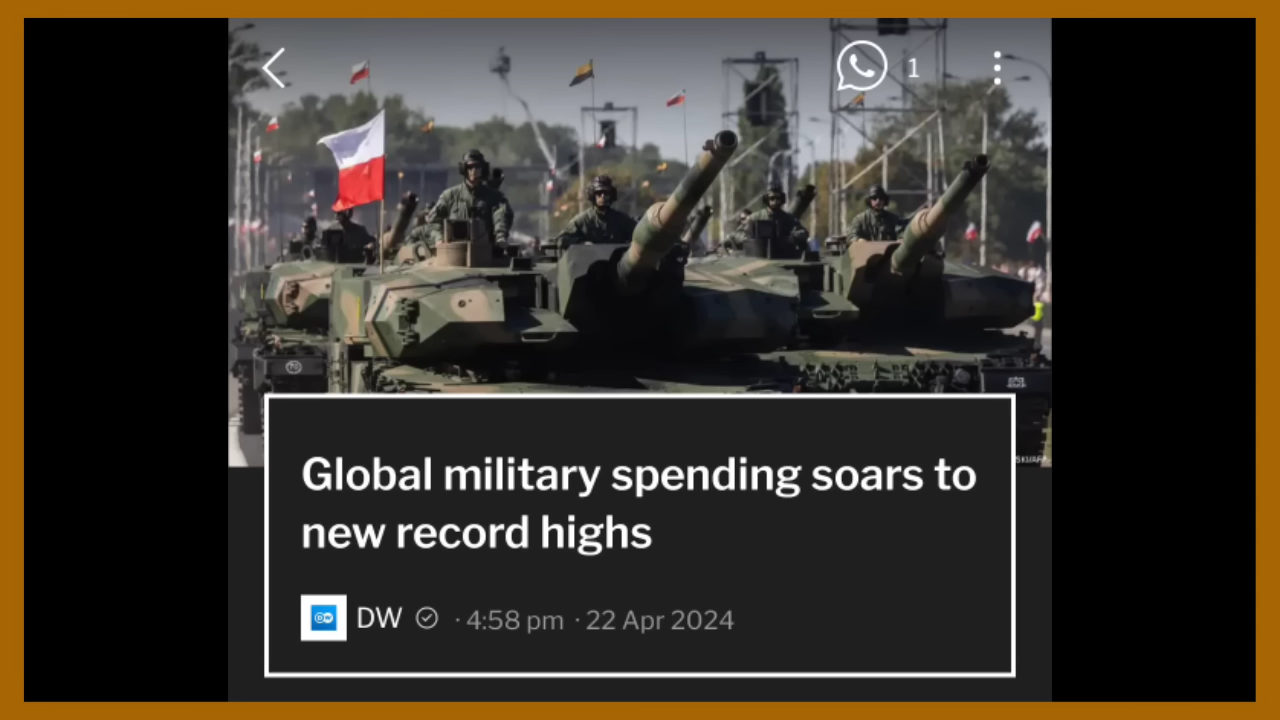 1
Global military spending soars to
new record highs
DW · 4:58 pm · 22 Apr 2024